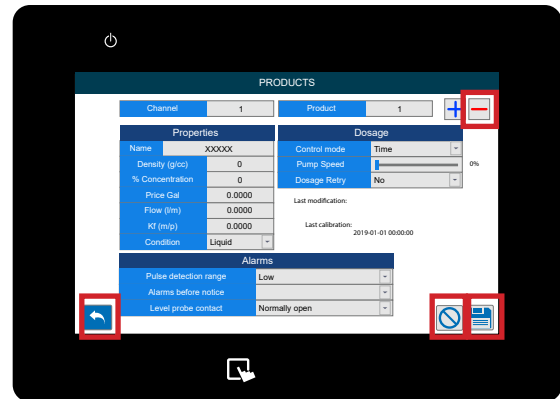 PRODUCTS
Channel 1 Product 1
Properties Dosage
Name XXXXX Control mode Time
Density (g/cc) 0 Pump Speed 0%
% Concentration 0 Dosage Retry No
Price Gal 0.0000 Last modification:
Flow (l/m) 0.0000
Kf (m/p) 0.0000 Last calibration:
2019-01-01 00:00:00
Condition Liquid
Alarms
Pulse detection range Low
Alarms before notice
Level probe contact Normally open